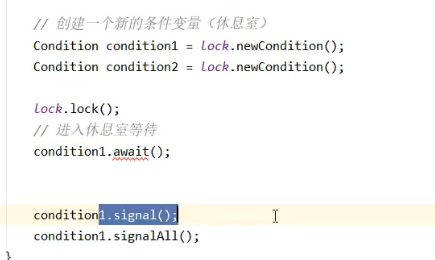 // 创建一个新的条件变量（休息室）
Condition condition1 = lock.newCondition();
Condition condition2 = lock.newCondition();
lock.lock();
// 进入休息室等待
condition1.await();
condition1.signal();
condition1.signalAll();
}